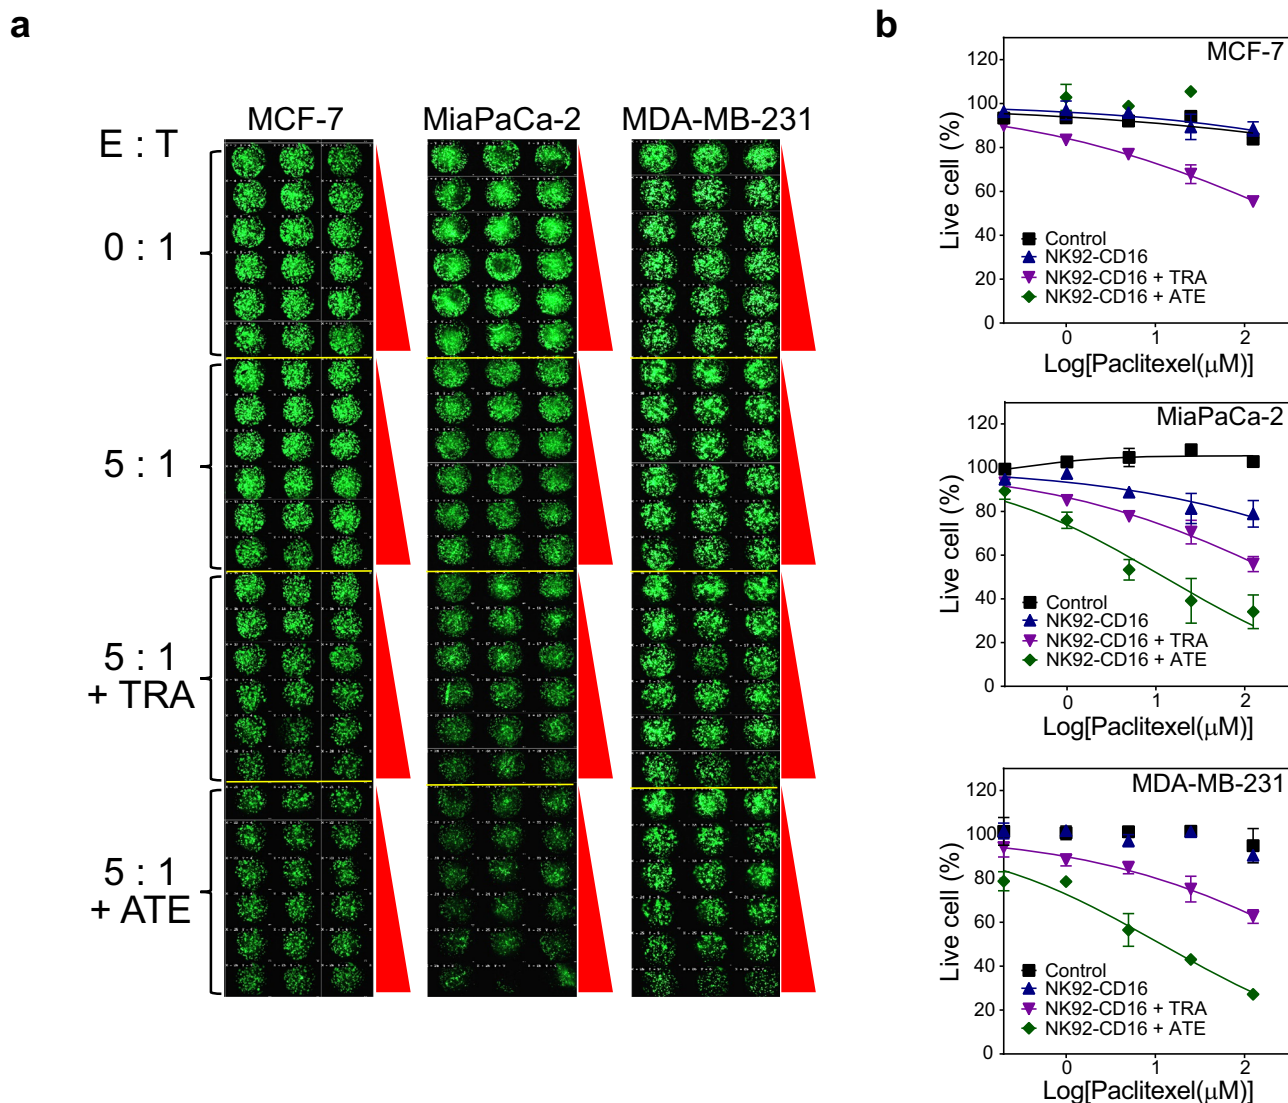 a
MCF-7
MiaPaCa-2
MDA-MB-231
E : T
0 : 1
5 : 1
5 : 1
+ TRA
5 : 1
+ ATE
b
MCF-7
120
100
80
60
40
20
0
Live cell (%)
Control
NK92-CD16
NK92-CD16 + TRA
NK92-CD16 + ATE
0
1
2
Log[Paclitexel(μM)]
MiaPaCa-2
120
100
80
60
40
20
0
Live cell (%)
Control
NK92-CD16
NK92-CD16 + TRA
NK92-CD16 + ATE
0
1
2
Log[Paclitexel(μM)]
MDA-MB-231
120
100
80
60
40
20
0
Live cell (%)
Control
NK92-CD16
NK92-CD16 + TRA
NK92-CD16 + ATE
0
1
2
Log[Paclitexel(μM)]